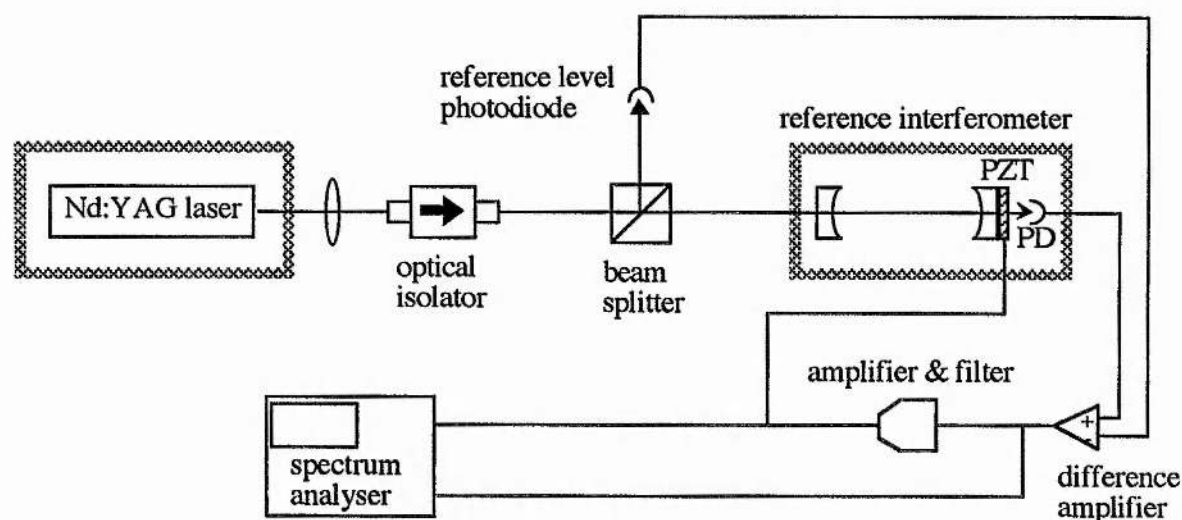 reference level
photodiode
reference interferometer
PZT
Nd:YAG laser
PD
optical
isolator
beam
splitter
amplifier & filter
+
-
spectrum
analyser
difference
amplifier